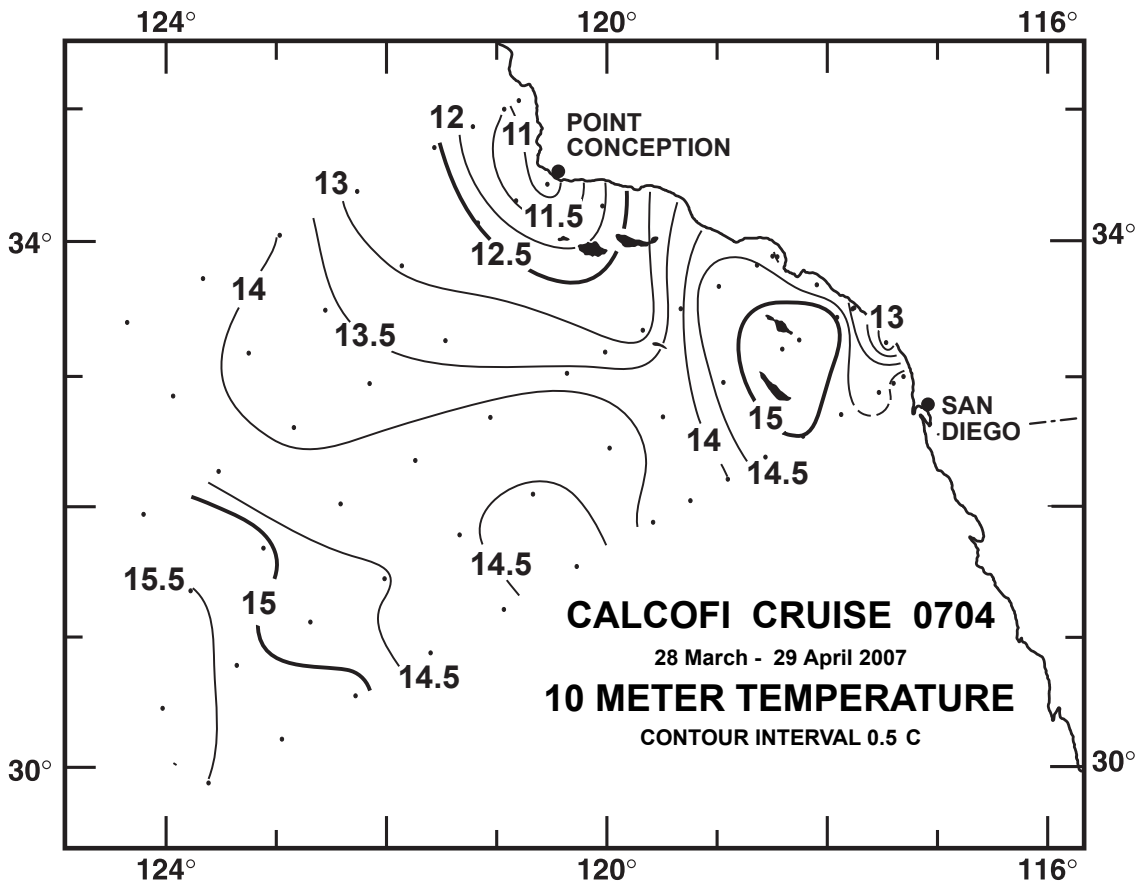 124° 120° 116°
12
11
POINT
CONCEPTION
13
11.5
34° 34°
12.5
14
13.5
13
15
SAN
DIEGO
14
14.5
14.5
15.5
15
CALCOFI CRUISE 0704
28 March - 29 April 2007
14.5
10 METER TEMPERATURE
CONTOUR INTERVAL 0.5 C
30° 30°
124° 120° 116°